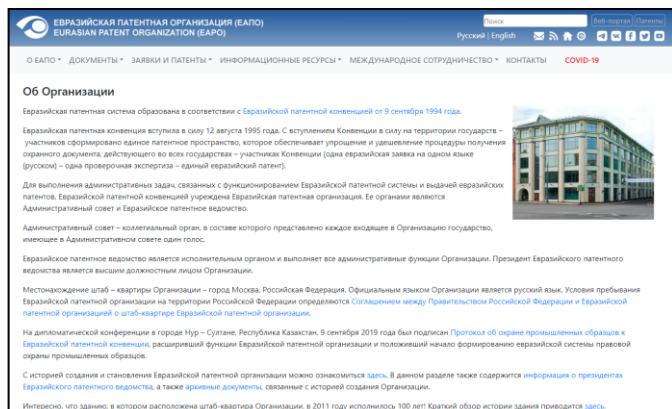 ЕВРАЗИЙСКАЯ ПАТЕНТНАЯ ОРГАНИЗАЦИЯ (ЕАПО)
EURASIAN PATENT ORGANIZATION (EAPO)
Поиск
Веб-портал
Патенты
Русский | English
О ЕАПО
ДОКУМЕНТЫ
ЗАЯВКИ И ПАТЕНТЫ
ИНФОРМАЦИОННЫЕ РЕСУРСЫ
МЕЖДУНАРОДНОЕ СОТРУДНИЧЕСТВО
КОНТАКТЫ
COVID-19
Об Организации
Евразийская патентная система образована в соответствии с Евразийской патентной конвенцией от 9 сентября 1994 года.
Евразийская патентная конвенция вступила в силу 12 августа 1995 года. С вступлением Конвенции в силу на территории государств –
участников сформировано единое патентное пространство, которое обеспечивает упрощение и удешевление процедуры получения
охранного документа, действующего во всех государствах – участниках Конвенции (одна евразийская заявка на одном языке
(русском) – одна проверочная экспертиза – единый евразийский патент).
Для выполнения административных задач, связанных с функционированием Евразийской патентной системы и выдачей евразийских
патентов, Евразийской патентной конвенцией учреждена Евразийская патентная организация. Ее органами являются
Административный совет и Евразийское патентное ведомство.
Административный совет – коллегиальный орган, в составе которого представлено каждое входящее в Организацию государство,
имеющее в Административном совете один голос.
Евразийское патентное ведомство является исполнительным органом и выполняет все административные функции Организации. Президент Евразийского патентного
ведомства является высшим должностным лицом Организации.
Местонахождение штаб – квартиры Организации – город Москва, Российская Федерация. Официальным языком Организации является русский язык. Условия пребывания
Евразийской патентной организации на территории Российской Федерации определяются Соглашением между Правительством Российской Федерации и Евразийской
патентной организацией о штаб-квартире Евразийской патентной организации.
На дипломатической конференции в городе Нур – Султане, Республика Казахстан, 9 сентября 2019 года был подписан Протокол об охране промышленных образцов к
Евразийской патентной конвенции, расширивший функции Евразийской патентной организации и положивший начало формированию евразийской системы правовой
охраны промышленных образцов.
С историей создания и становления Евразийской патентной организации можно ознакомиться здесь. В данном разделе также содержится информация о президентах
Евразийского патентного ведомства, а также архивные документы, связанные с историей создания Организации.
Интересно, что зданию, в котором расположена штаб-квартира Организации, в 2011 году исполнилось 100 лет! Краткий обзор истории здания приводится здесь.